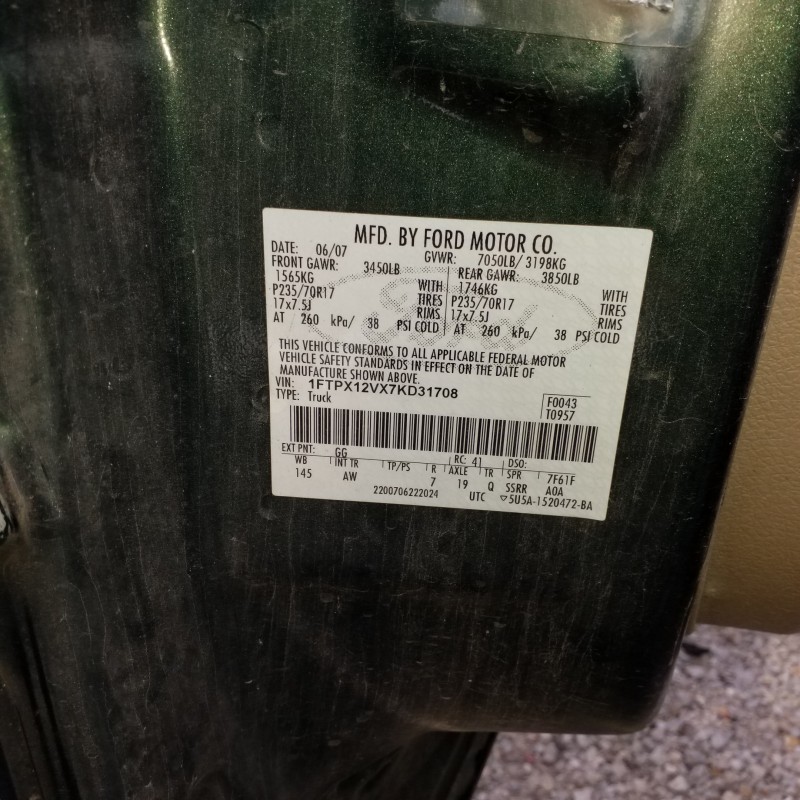 MFD. BY FORD MOTOR CO.
DATE: 06/07 GVWR: 7050LB/ 3198KG
FRONT GAWR: 3450LB REAR GAWR: 3850LB
1565KG WITH 1746KG WITH
P235/70R17 TIRES P235/70R17 TIRES
17x7.5J RIMS 17x7.5J RIMS
AT 260 kPa/ 38 PSI COLD AT 260 kPa/ 38 PSI COLD
Ford
THIS VEHICLE CONFORMS TO ALL APPLICABLE FEDERAL MOTOR
VEHICLE SAFETY STANDARDS IN EFFECT ON THE DATE OF
MANUFACTURE SHOWN ABOVE.
VIN: 1FTPX12VX7KD31708 F0043
TYPE: Truck T0957
EXT PNT: GG RC: 41 DSO:
WB INT TR TP/PS R AXLE TR SPR 7F61F
145 AW 7 19 Q SSRR AOA
2200706222024 UTC ▽5U5A-1520472-BA